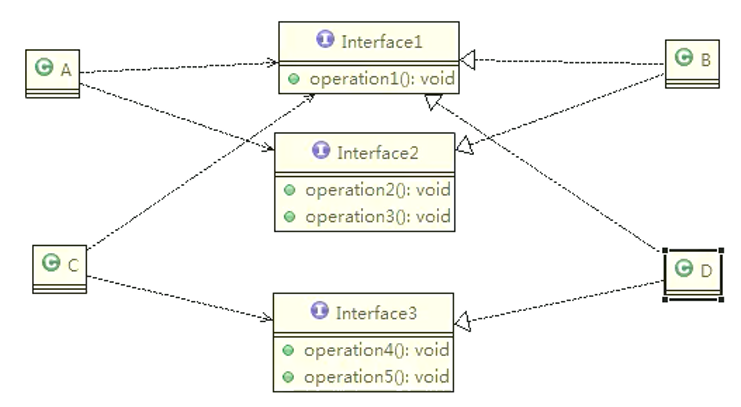 Interface1
operation1(): void
A
B
Interface2
operation2(): void
operation3(): void
C
D
Interface3
operation4(): void
operation5(): void